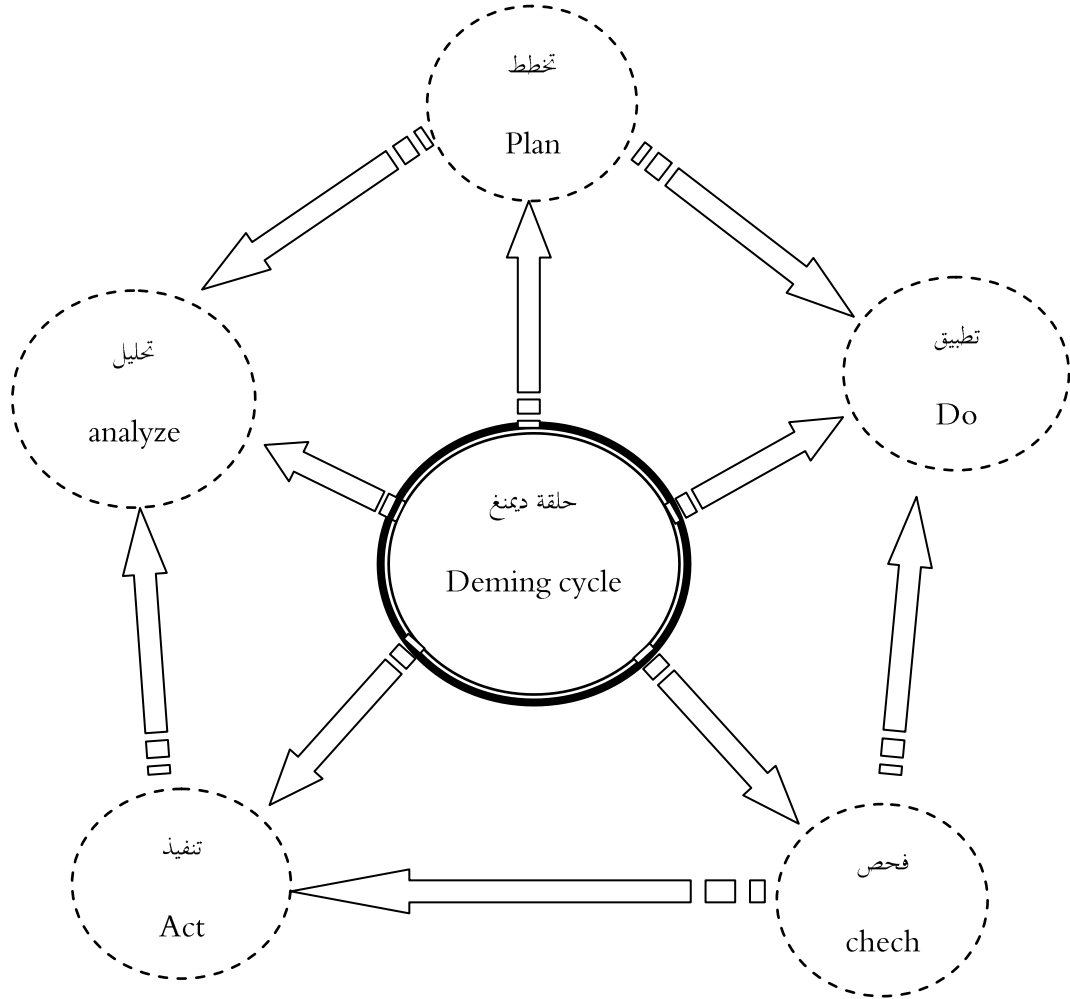 تخطط
Plan
تحليل
analyze
تطبيق
Do
حلقة ديمنغ
Deming cycle
تنفيذ
Act
فحص
chech